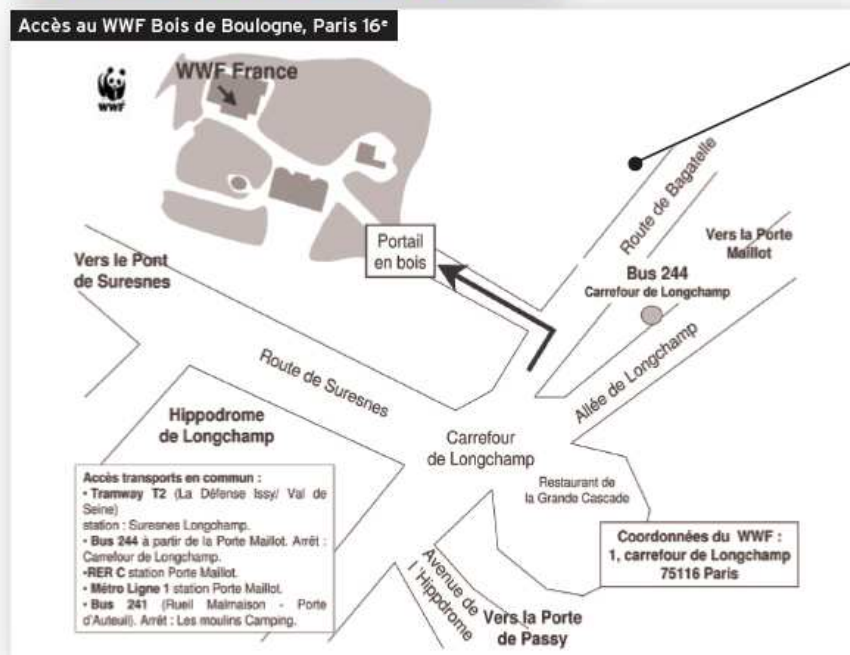 Accès au WWF Bois de Boulogne, Paris 16e
WWF France
WWF
Route de Bagatelle
Portail
en bois
Vers la Porte
Maillot
Vers le Pont
de Suresnes
Bus 244
Carrefour de Longchamp
Allée de Longchamp
Route de Suresnes
Hippodrome
de Longchamp
Carrefour
de Longchamp
Restaurant de
la Grande Cascade
Accès transports en commun :
• Tramway T2 (La Défense Issy/ Val de
Seine)
station : Suresnes Longchamp.
• Bus 244 à partir de la Porte Maillot. Arrêt :
Carrefour de Longchamp.
•RER C station Porte Maillot.
• Métro Ligne 1 station Porte Maillot.
• Bus 241 (Rueil Malmaison - Porte
d'Auteuil). Arrêt : Les moulins Camping.
Coordonnées du WWF :
1, carrefour de Longchamp
75116 Paris
Avenue de
l'Hippodrome
Vers la Porte
de Passy